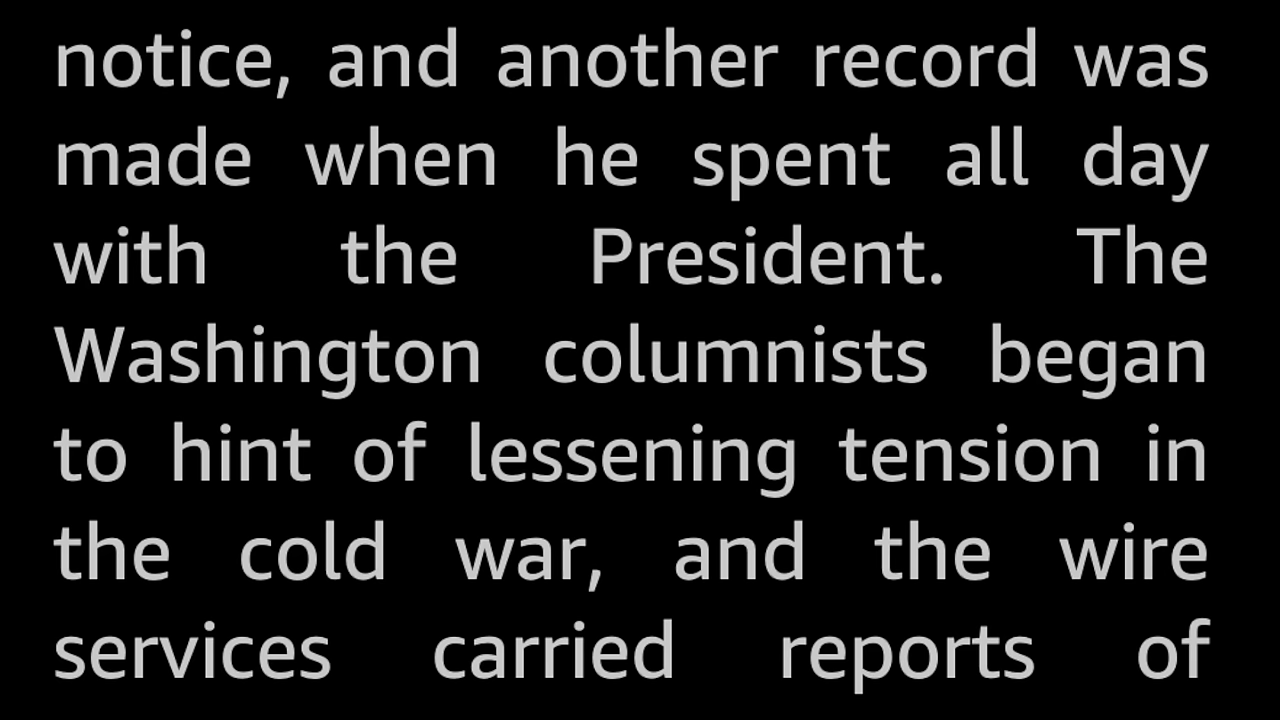 notice, and another record was
made when he spent all day
with the President. The
Washington columnists began
to hint of lessening tension in
the cold war, and the wire
services carried reports of